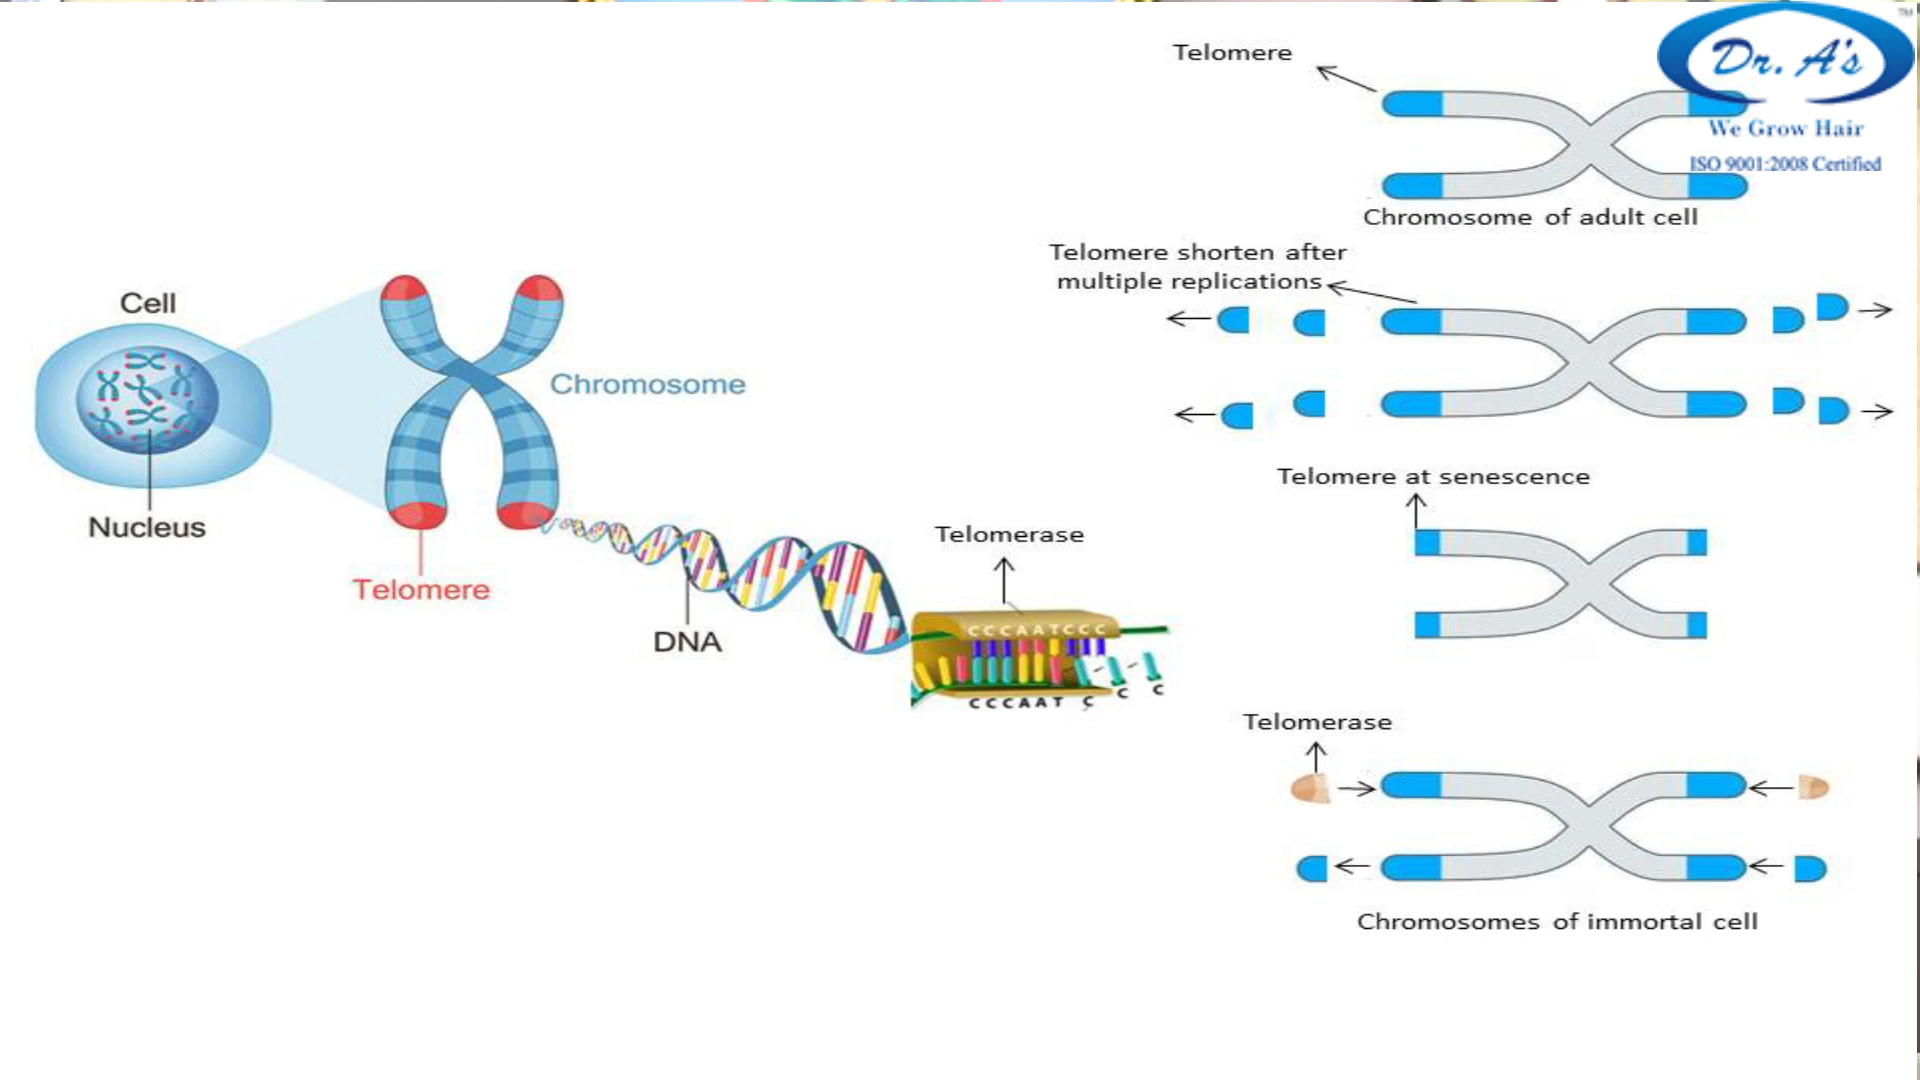 Telomere
Dr. A's
We Grow Hair
ISO 9001:2008 Certified
TM
Chromosome of adult cell
Telomere shorten after
multiple replications
Cell
Chromosome
Nucleus
Telomere
DNA
Telomerase
CCCAATCCC
CCCAAT C C C
Telomere at senescence
Telomerase
Chromosomes of immortal cell